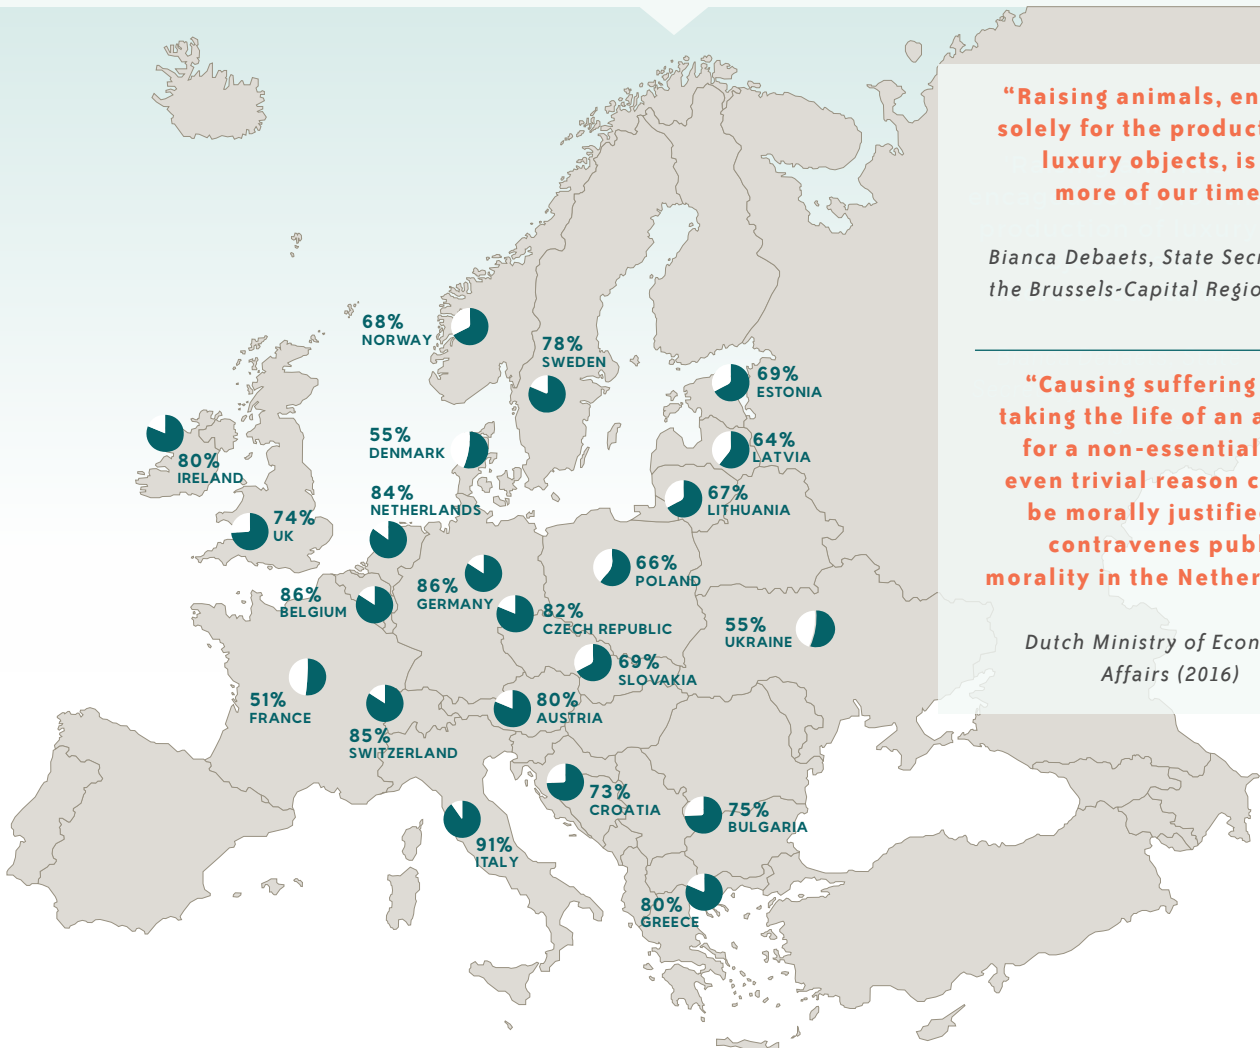 68%
NORWAY
78%
SWEDEN
69%
ESTONIA
55%
DENMARK
64%
LATVIA
80%
IRELAND
84%
NETHERLANDS
67%
LITHUANIA
74%
UK
66%
POLAND
86%
BELGIUM
86%
GERMANY
82%
CZECH REPUBLIC
55%
UKRAINE
69%
SLOVAKIA
51%
FRANCE
80%
AUSTRIA
85%
SWITZERLAND
73%
CROATIA
75%
BULGARIA
91%
ITALY
80%
GREECE
“Raising animals, en
solely for the product
luxury objects, is
more of our time
Bianca Debaets, State Secr
the Brussels-Capital Regio
“Causing suffering
taking the life of an a
for a non-essential
even trivial reason c
be morally justifie
contravenes publ
morality in the Nether
Dutch Ministry of Econ
Affairs (2016)